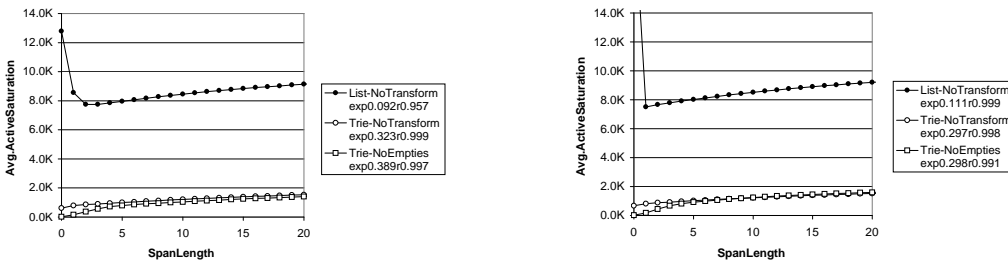 14.0K
12.0K
10.0K
8.0K
6.0K
4.0K
2.0K
0.0K
Avg.ActiveSaturation
0 5 10 15 20
SpanLength
List-NoTransform
exp0.092r0.957
Trie-NoTransform
exp0.323r0.999
Trie-NoEmpties
exp0.389r0.997
14.0K
12.0K
10.0K
8.0K
6.0K
4.0K
2.0K
0.0K
Avg.ActiveSaturation
0 5 10 15 20
SpanLength
List-NoTransform
exp0.111r0.999
Trie-NoTransform
exp0.297r0.998
Trie-NoEmpties
exp0.298r0.991